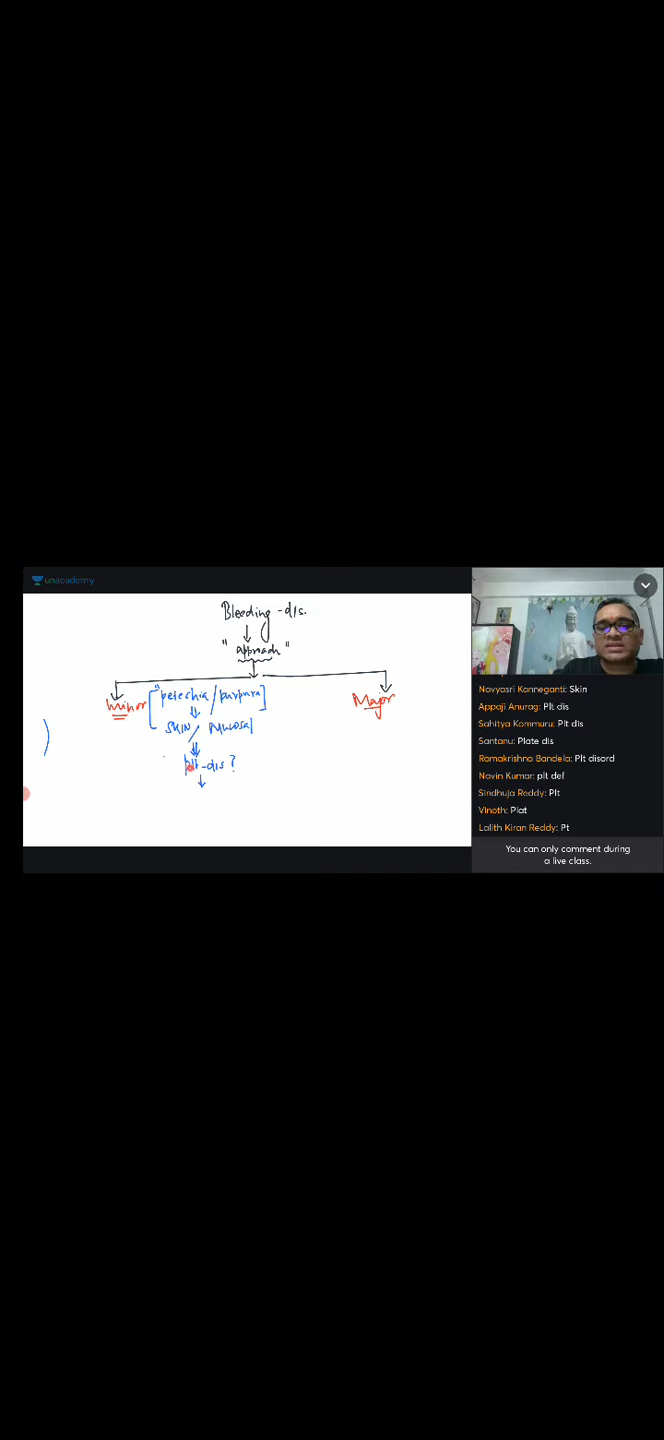 unacademy
Bleeding -dis.
" approach "
minor
"petechia / purpura]
Major
SKIN / mucosal
plt-dis ?
Navyasri Kanneganti: Skin
Appaji Anurag: Plt dis
Sahitya Kommuru: Plt dis
Santanu: Plate dis
Ramakrishna Bandela: Plt disord
Navin Kumar: plt def
Sindhuja Reddy: Plt
Vinoth: Plat
Lalith Kiran Reddy: Pt
You can only comment during
a live class.